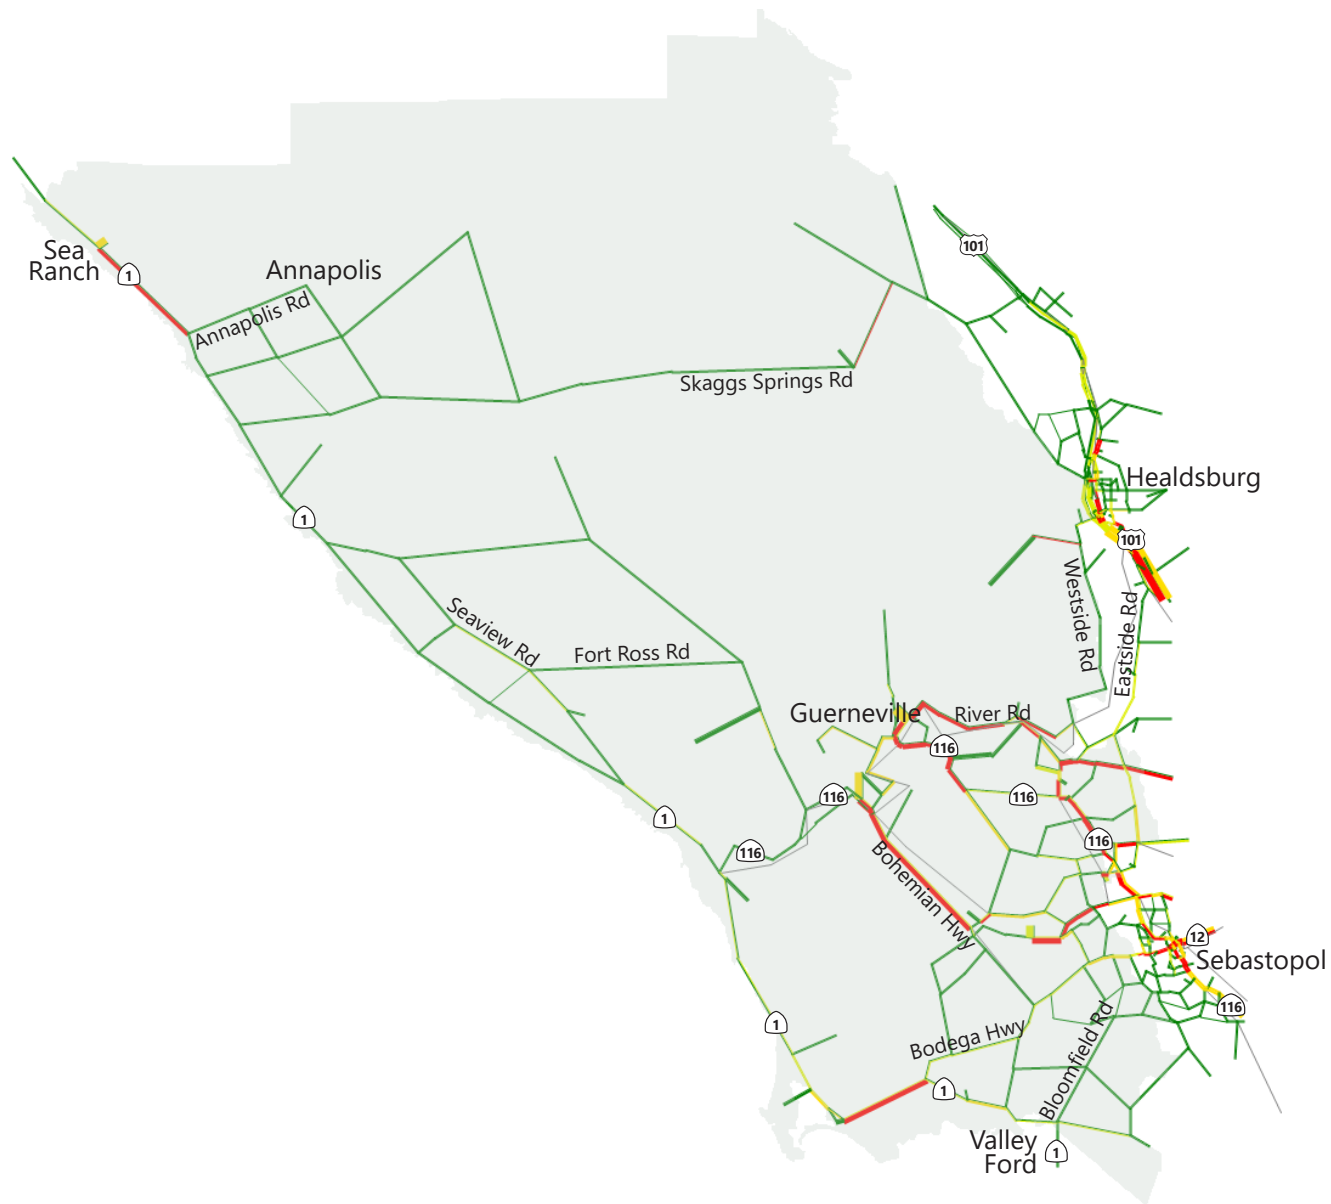 101
Sea
Ranch
1
Annapolis
Annapolis Rd
Skaggs Springs Rd
Healdsburg
1
101
Westside Rd
Eastside Rd
Seaview Rd
Fort Ross Rd
Guerneville
River Rd
116
116
116
1
116
116
Bohemian Hwy
12
Sebastopol
116
1
Bodega Hwy
Bloomfield Rd
1
Valley
Ford
1